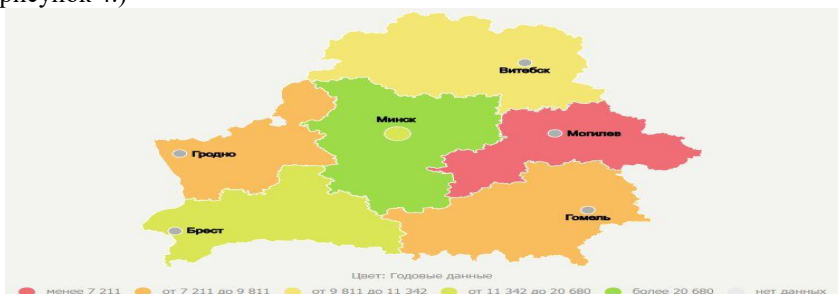 рисунок 4.)
Витебск
Минск
Могилев
Гродно
Гомель
Брест
Цвет: Годовые данные
менее 7 211 от 7 211 до 9 811 от 9 811 до 11 342 от 11 342 до 20 680 более 20 680 нет данных